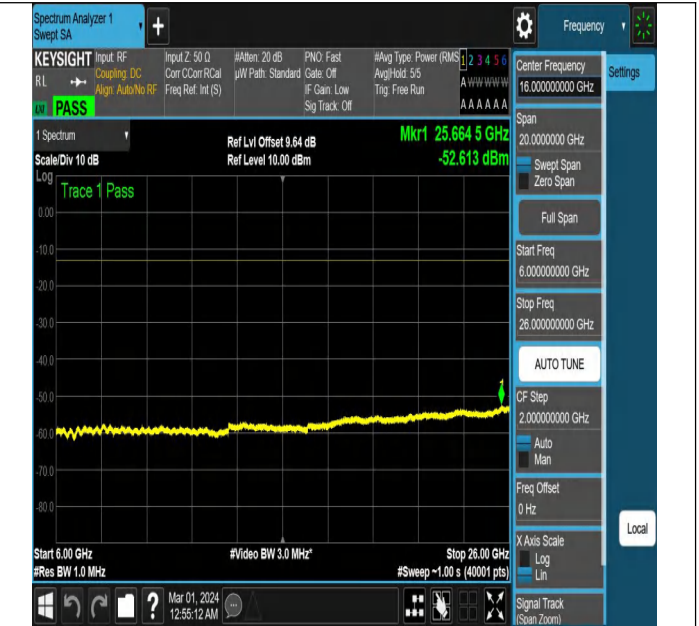 Spectrum Analyzer 1
Swept SA
+
Frequency
KEYSIGHT
RL
PASS
Input: RF
Coupling: DC
Align: Auto/No RF
Input Z: 50 Ω
Corr CCorr RCal
Freq Ref: Int (S)
#Atten: 20 dB
µW Path: Standard
PNO: Fast
Gate: Off
IF Gain: Low
Sig Track: Off
#Avg Type: Power (RMS
Avg|Hold: 5/5
Trig: Free Run
1 2 3 4 5 6
A W W W W W
A A A A A A
1 Spectrum
Scale/Div 10 dB
Ref Lvl Offset 9.64 dB
Ref Level 10.00 dBm
Mkr1 25.664 5 GHz
-52.613 dBm
Log
Trace 1 Pass
0.00
-10.0
-20.0
-30.0
-40.0
-50.0
-60.0
-70.0
-80.0
1
Start 6.00 GHz
#Res BW 1.0 MHz
#Video BW 3.0 MHz*
Stop 26.00 GHz
#Sweep ~1.00 s (40001 pts)
Center Frequency
16.000000000 GHz
Settings
Span
20.0000000 GHz
Swept Span
Zero Span
Full Span
Start Freq
6.000000000 GHz
Stop Freq
26.000000000 GHz
AUTO TUNE
CF Step
2.000000000 GHz
Auto
Man
Freq Offset
0 Hz
X Axis Scale
Log
Lin
Local
Signal Track
(Span Zoom)
?
Mar 01, 2024
12:55:12 AM